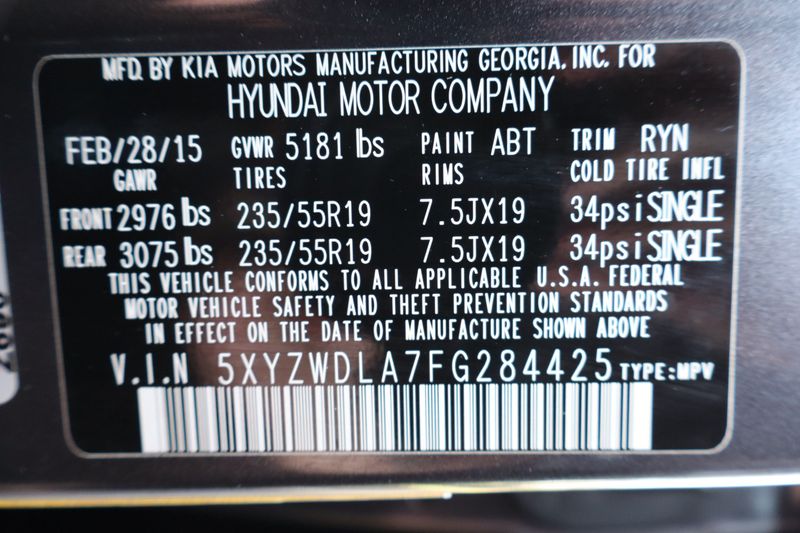 MFD. BY KIA MOTORS MANUFACTURING GEORGIA. INC. FOR
HYUNDAI MOTOR COMPANY
FEB/28/15 GVWR 5181 lbs PAINT ABT TRIM RYN
GAWR TIRES RIMS COLD TIRE INFL
FRONT 2976 lbs 235/55R19 7.5JX19 34psi SINGLE
REAR 3075 lbs 235/55R19 7.5JX19 34psi SINGLE
THIS VEHICLE CONFORMS TO ALL APPLICABLE U.S.A. FEDERAL
MOTOR VEHICLE SAFETY AND THEFT PREVENTION STANDARDS
IN EFFECT ON THE DATE OF MANUFACTURE SHOWN ABOVE
V.I.N 5XYZWDLA7FG284425 TYPE:MPV